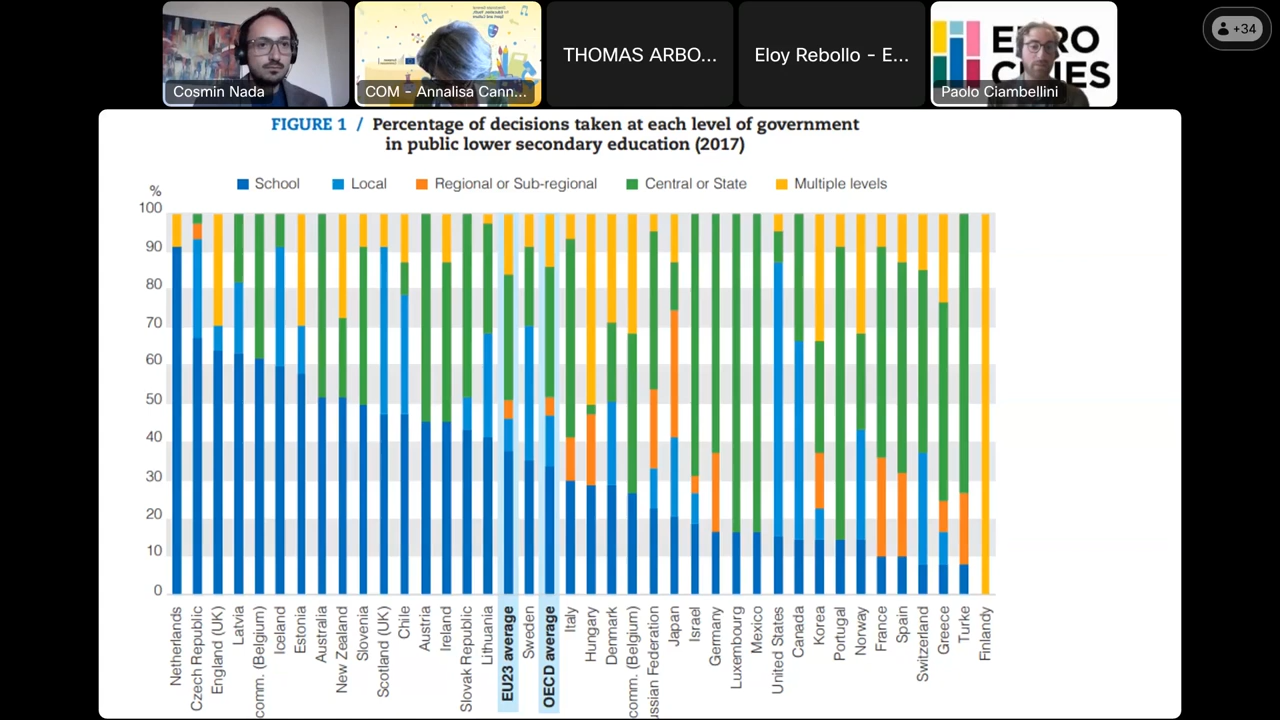 Cosmin Nada
COM - Annalisa Cann...
THOMAS ARBO...
Eloy Rebollo - E...
Paolo Ciambellini
+34
FIGURE 1 / Percentage of decisions taken at each level of government
in public lower secondary education (2017)
School
Local
Regional or Sub-regional
Central or State
Multiple levels
%
100
90
80
70
60
50
40
30
20
10
0
Netherlands
Czech Republic
England (UK)
Latvia
comm. (Belgium)
Iceland
Estonia
Australia
New Zealand
Slovenia
Scotland (UK)
Chile
Austria
Ireland
Slovak Republic
Lithuania
EU23 average
Sweden
OECD average
Italy
Hungary
Denmark
comm. (Belgium)
ussian Federation
Japan
Israel
Germany
Luxembourg
Mexico
United States
Canada
Korea
Portugal
Norway
France
Spain
Switzerland
Greece
Turke
Finlandy